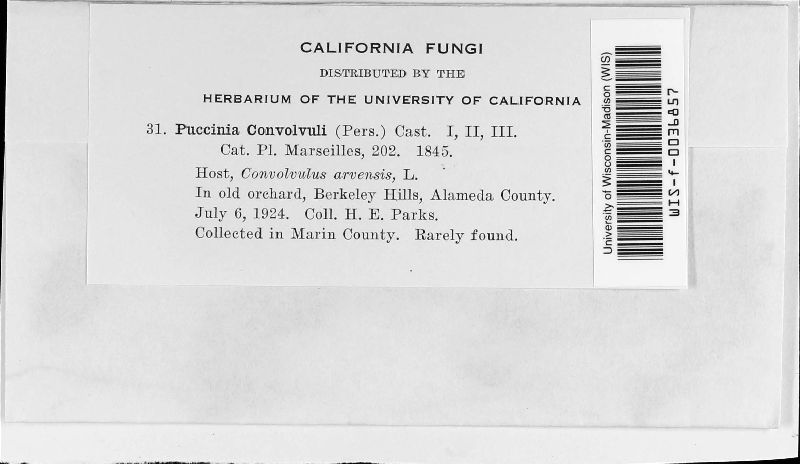 CALIFORNIA FUNGI
DISTRIBUTED BY THE
HERBARIUM OF THE UNIVERSITY OF CALIFORNIA
31. Puccinia Convolvuli (Pers.) Cast. I, II, III.
Cat. Pl. Marseilles, 202. 1845.
Host, Convolvulus arvensis, L.
In old orchard, Berkeley Hills, Alameda County.
July 6, 1924. Coll. H. E. Parks.
Collected in Marin County. Rarely found.
University of Wisconsin-Madison (WIS)
WIS-f-0036957